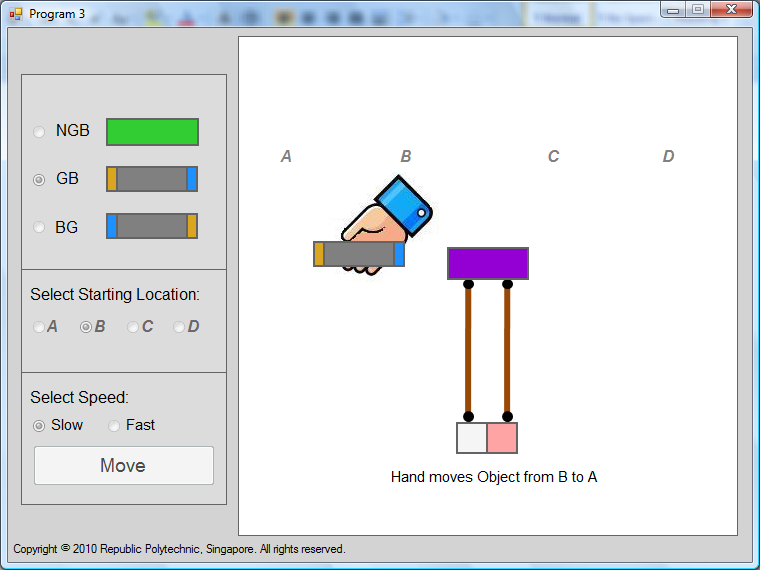 Program 3
NGB
GB
BG
Select Starting Location:
A B C D
Select Speed:
Slow Fast
Move
A B C D
Hand moves Object from B to A
Copyright © 2010 Republic Polytechnic, Singapore. All rights reserved.